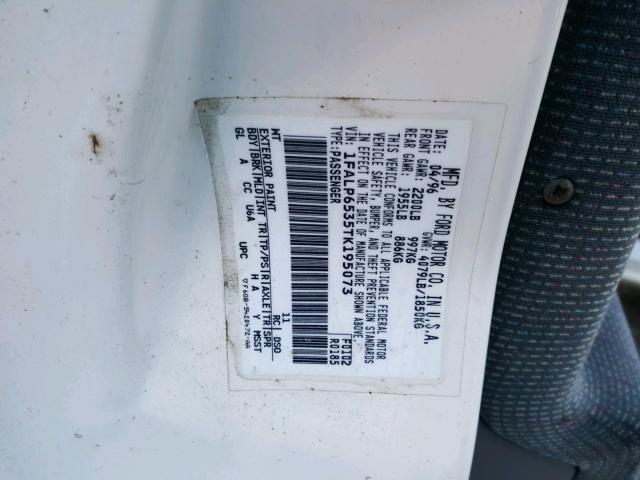 MFD. BY FORD MOTOR CO. IN U.S.A.
04/96 GVWR: 4079LB/1850KG
FRONT GAWR: 2200LB 997KG
REAR GAWR: 1955LB 886KG
THIS VEHICLE CONFORMS TO ALL APPLICABLE FEDERAL MOTOR
VEHICLE SAFETY, BUMPER, AND THEFT PREVENTION STANDARDS
IN EFFECT ON THE DATE OF MANUFACTURE SHOWN ABOVE.
VIN: 1FALP6535TK195073 F0102
TYPE: PASSENGER R0185
11 RC: DSO
WT
EXTERIOR PAINT
BDY|BRK|MLD|INT TR|TP/PS|R|AXLE|TR|SPR
GL A CC U6A H A Y MSST
UPC